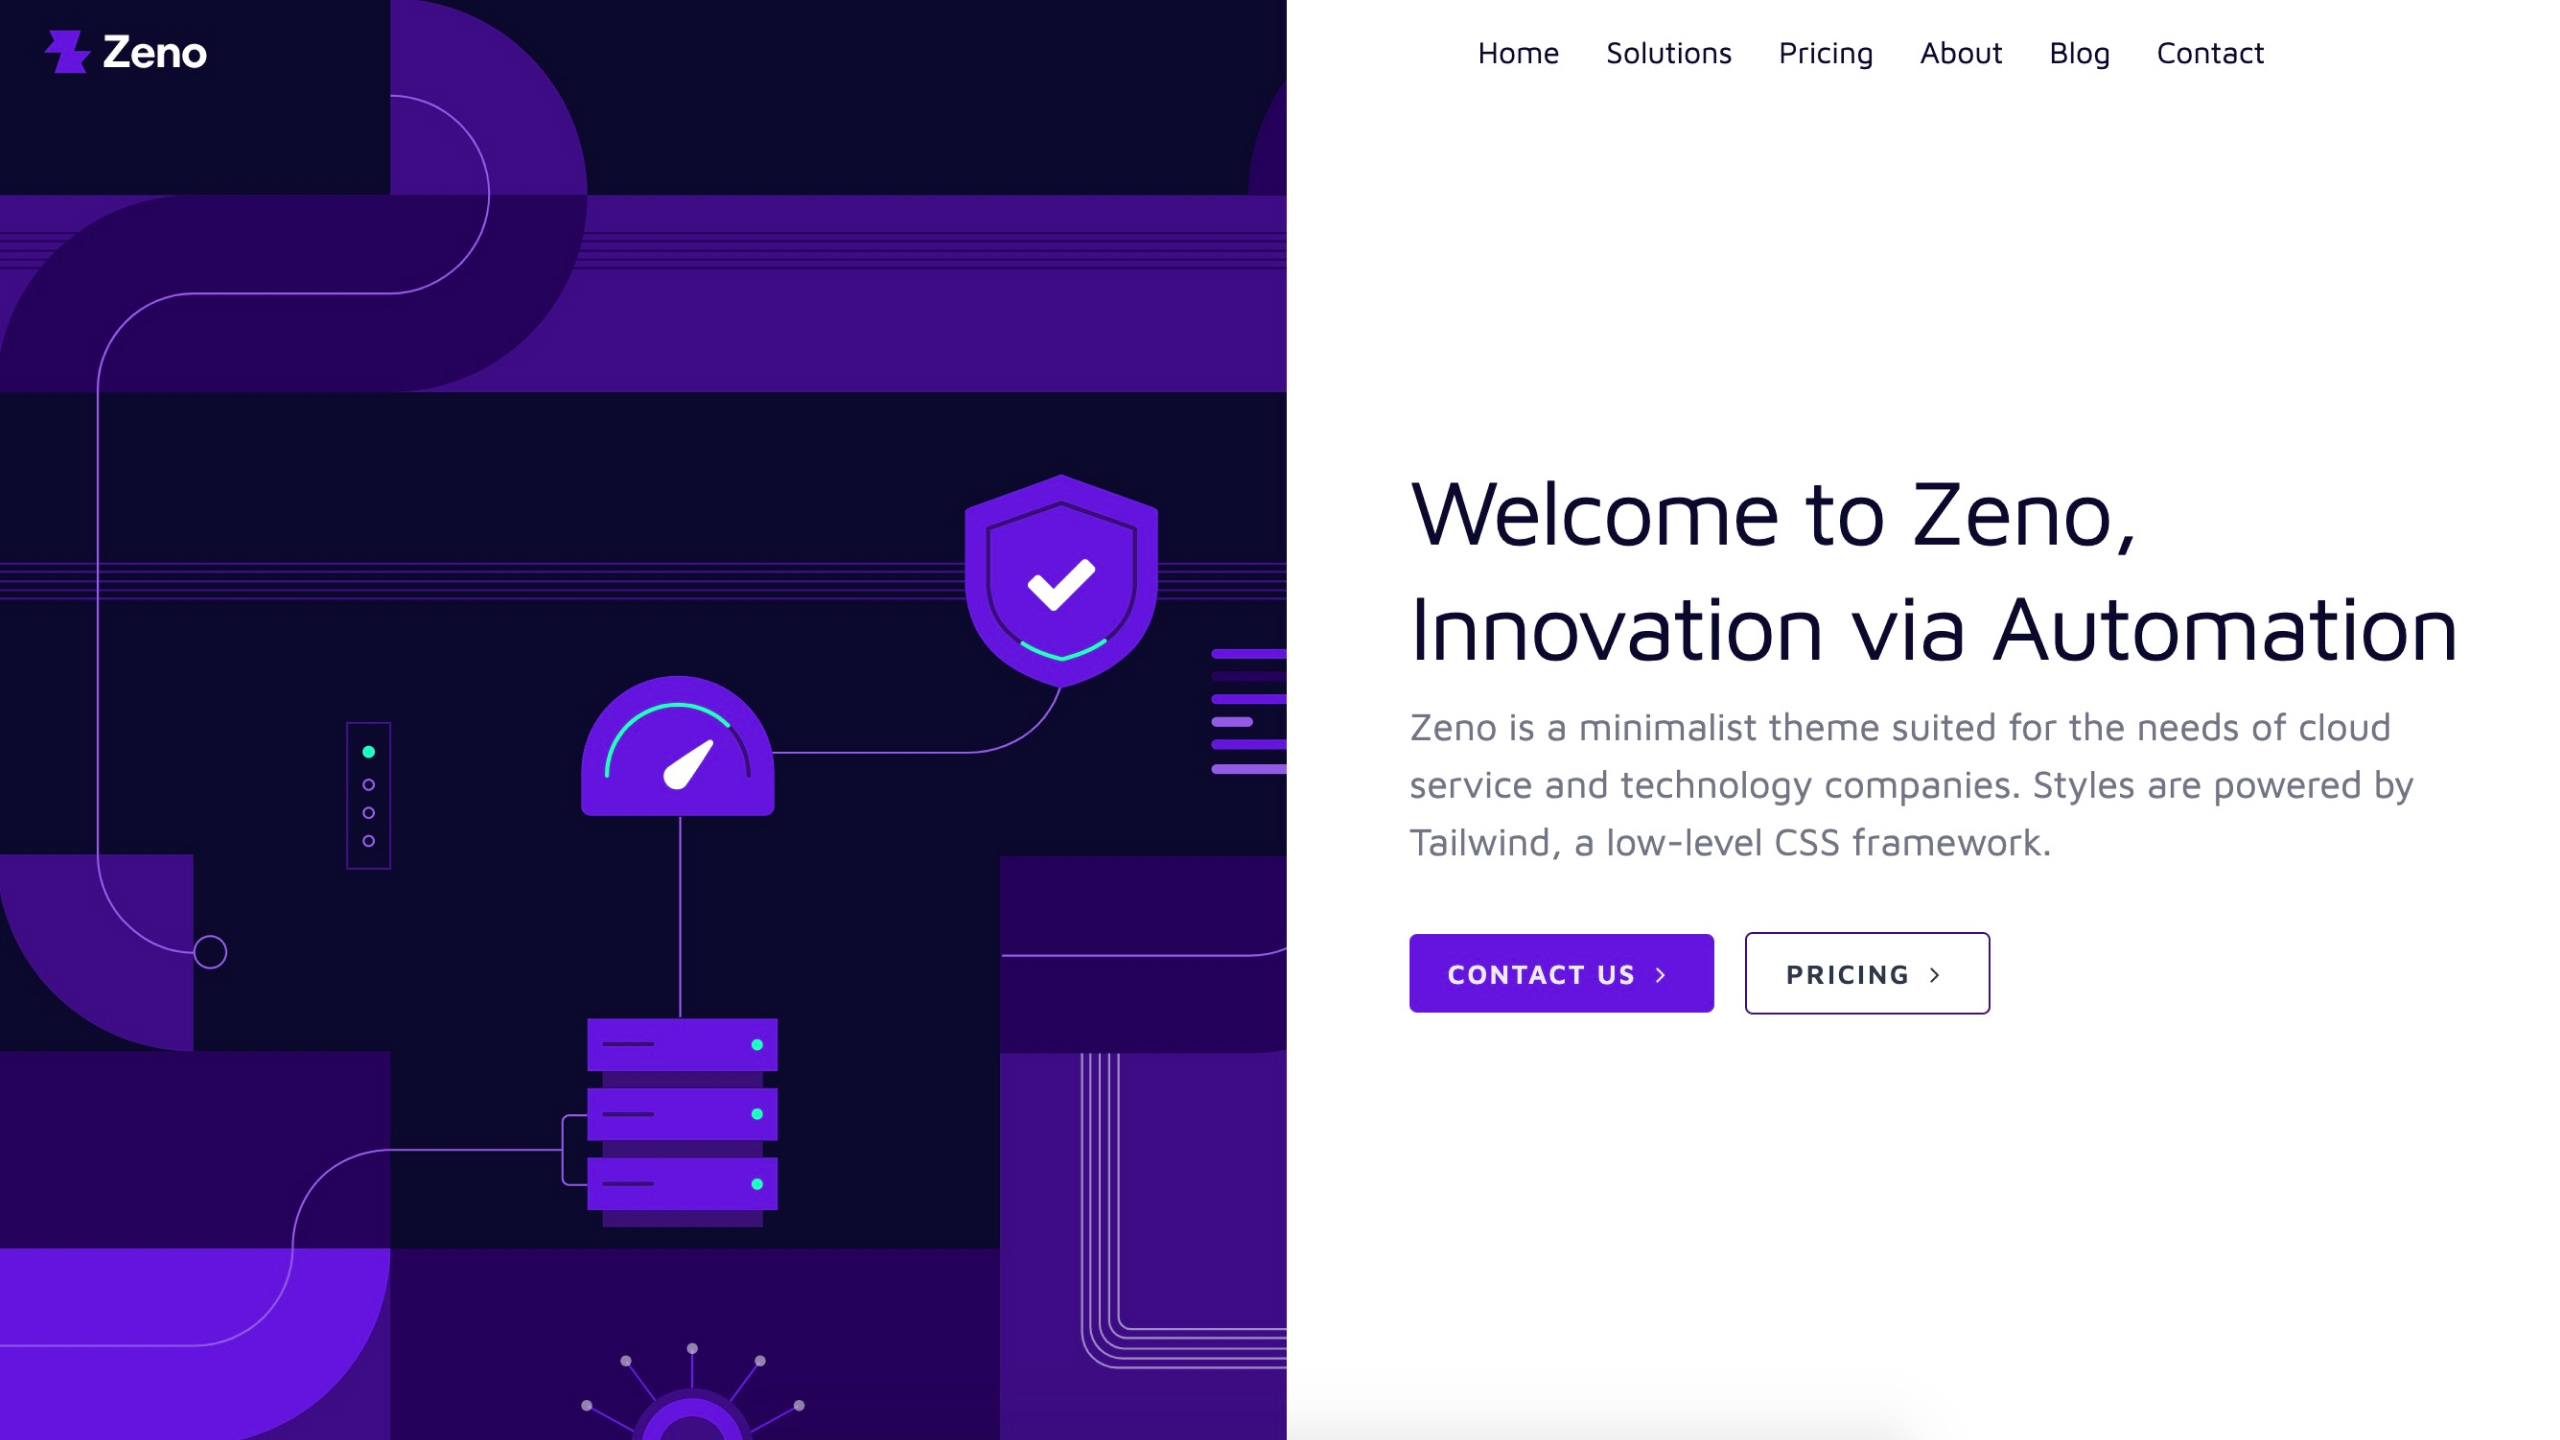 Zeno
Home Solutions Pricing About Blog Contact
Welcome to Zeno,
Innovation via Automation
Zeno is a minimalist theme suited for the needs of cloud
service and technology companies. Styles are powered by
Tailwind, a low-level CSS framework.
CONTACT US PRICING